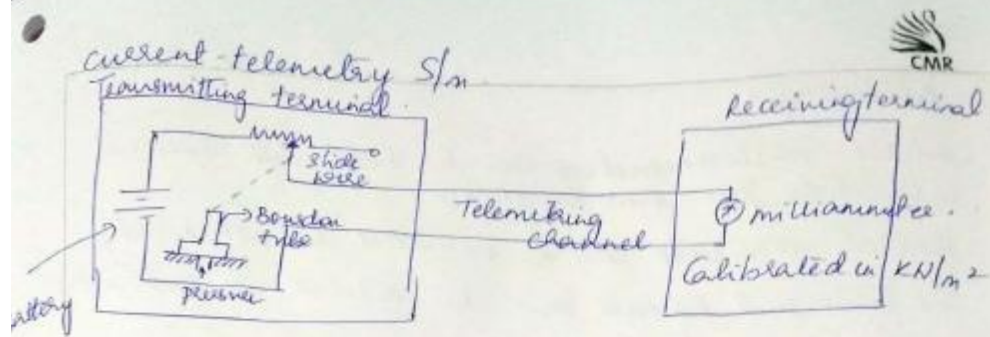 CMR
Current telemetry S/m
Transmitting terminal
Receiving terminal
slide
wire
Bourdon
tube
pressure
Telemetring
channel
milliammeter.
Calibrated in KN/m²
attery